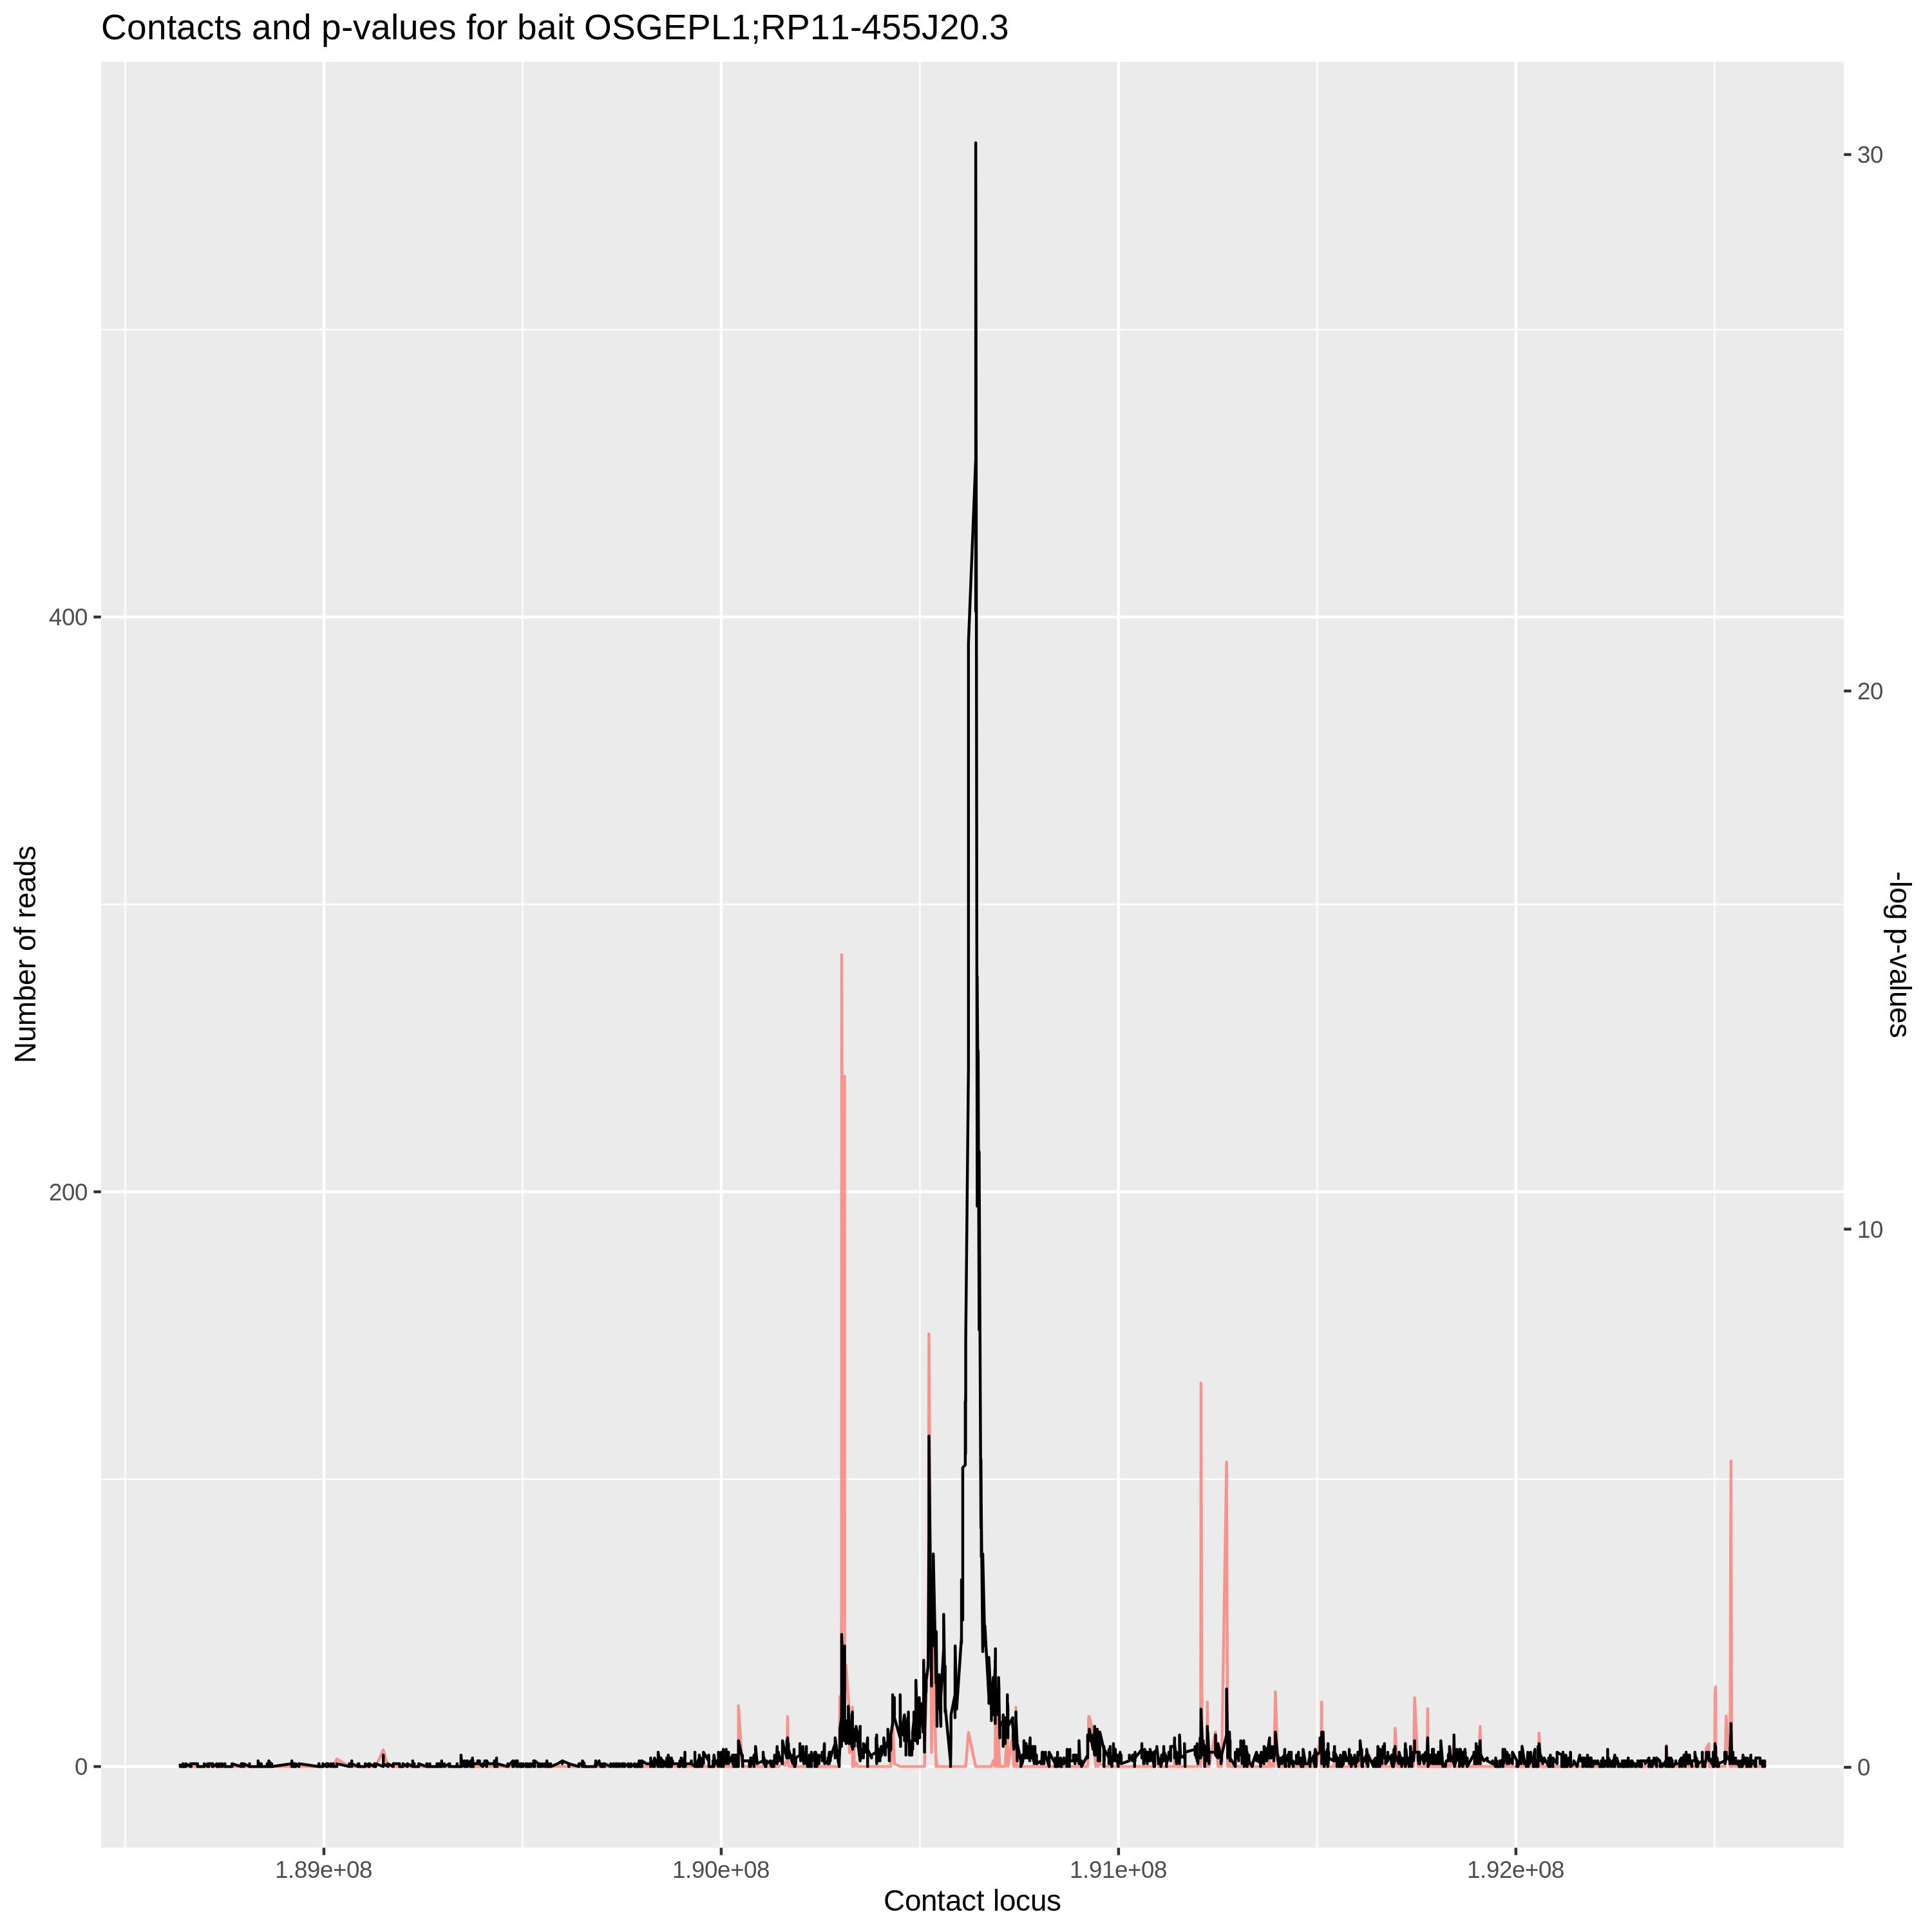 Contacts and p-values for bait OSGEPL1;RP11-455J20.3
Number of reads
400
200
0
30
20
10
0
-log p-values
1.89e+08
1.90e+08
1.91e+08
1.92e+08
Contact locus